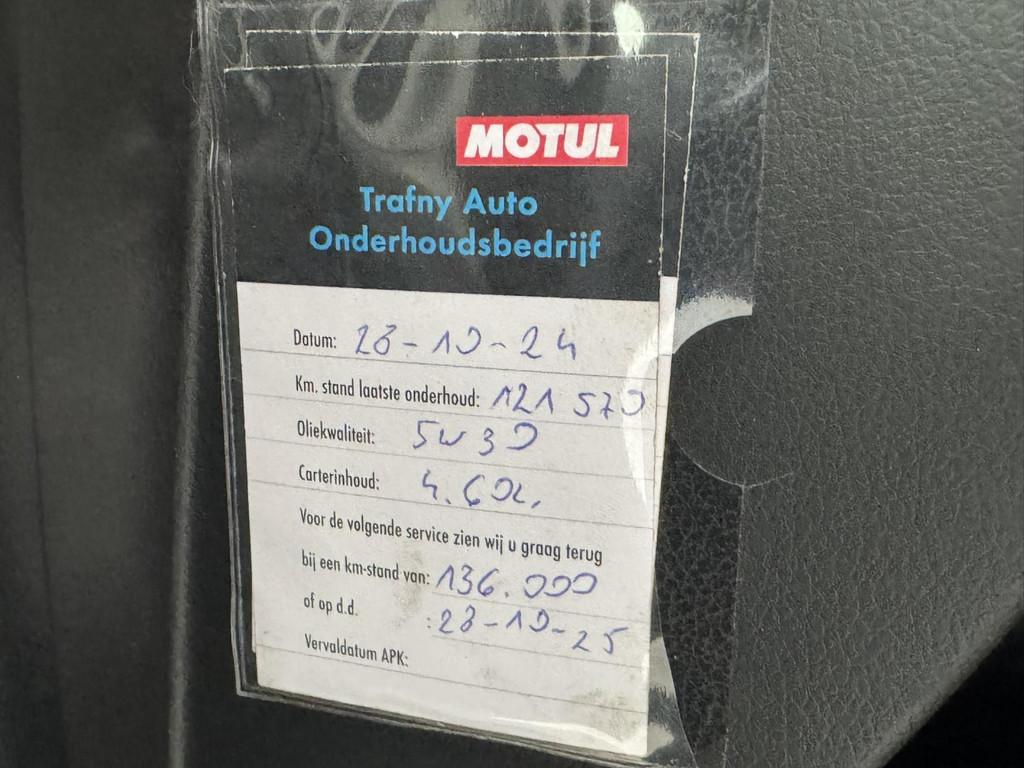 MOTUL
Trafny Auto
Onderhoudsbedrijf
Datum: 28-10-24
Km. stand laatste onderhoud: 121 570
Oliekwaliteit: 5W30
Carterinhoud: 4.60L.
Voor de volgende service zien wij u graag terug
bij een km-stand van: 136.000
of op d.d. : 28-10-25
Vervaldatum APK: